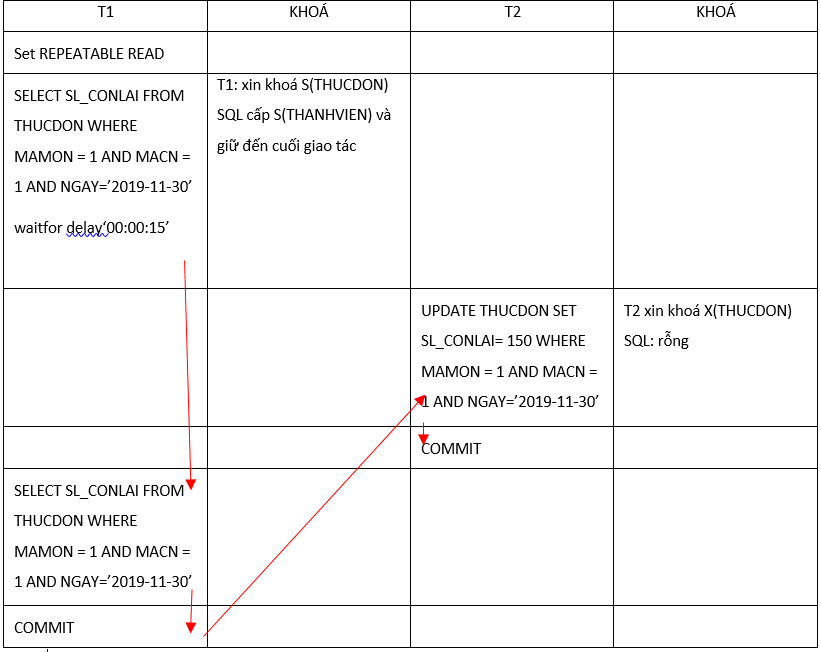 T1 KHOÁ T2 KHOÁ
Set REPEATABLE READ
SELECT SL_CONLAI FROM
THUCDON WHERE
MAMON = 1 AND MACN =
1 AND NGAY=’2019-11-30’
waitfor delay‘00:00:15’
T1: xin khoá S(THUCDON)
SQL cấp S(THANHVIEN) và
giữ đến cuối giao tác
UPDATE THUCDON SET
SL_CONLAI= 150 WHERE
MAMON = 1 AND MACN =
1 AND NGAY=’2019-11-30’
T2 xin khoá X(THUCDON)
SQL: rỗng
COMMIT
SELECT SL_CONLAI FROM
THUCDON WHERE
MAMON = 1 AND MACN =
1 AND NGAY=’2019-11-30’
COMMIT